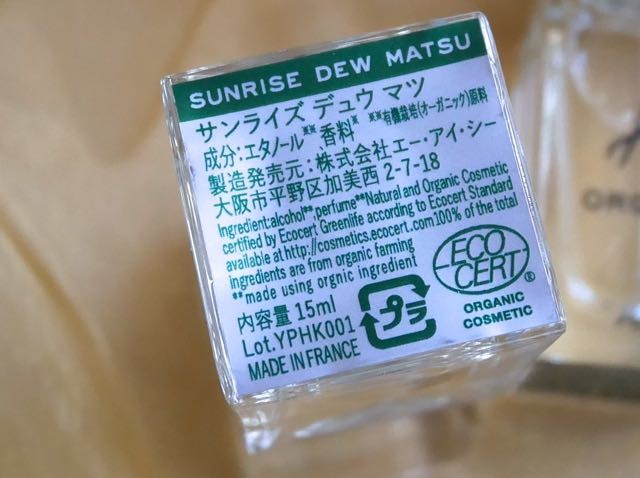 SUNRISE DEW MATSU
サンライズ デュウ マツ
成分:エタノール※※ 香料※ ※※有機栽培(オーガニック)原料
製造発売元:株式会社エー・アイ・シー
大阪市平野区加美西 2-7-18
Ingredient:alcohol**,perfume**Natural and Organic Cosmetic
certified by Ecocert Greenlife according to Ecocert Standard
available at.http://cosmetics.ecocert.com100% of the total
ingredients are from organic farming
**made using orgnic ingredient
内容量 15ml
Lot.YPHK001
MADE IN FRANCE
プラ
ECO
CERT®
ORGANIC
COSMETIC